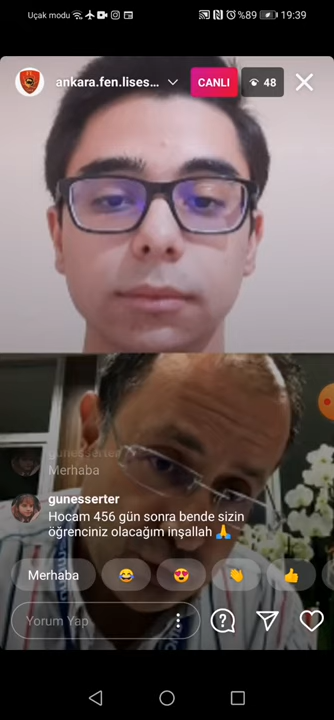 Uçak modu
%89
19:39
ankara.fen.lises...
CANLI
48
gunesserter
Merhaba
gunesserter
Hocam 456 gün sonra bende sizin
öğrenciniz olacağım inşallah 🙏
Merhaba
Yorum Yap